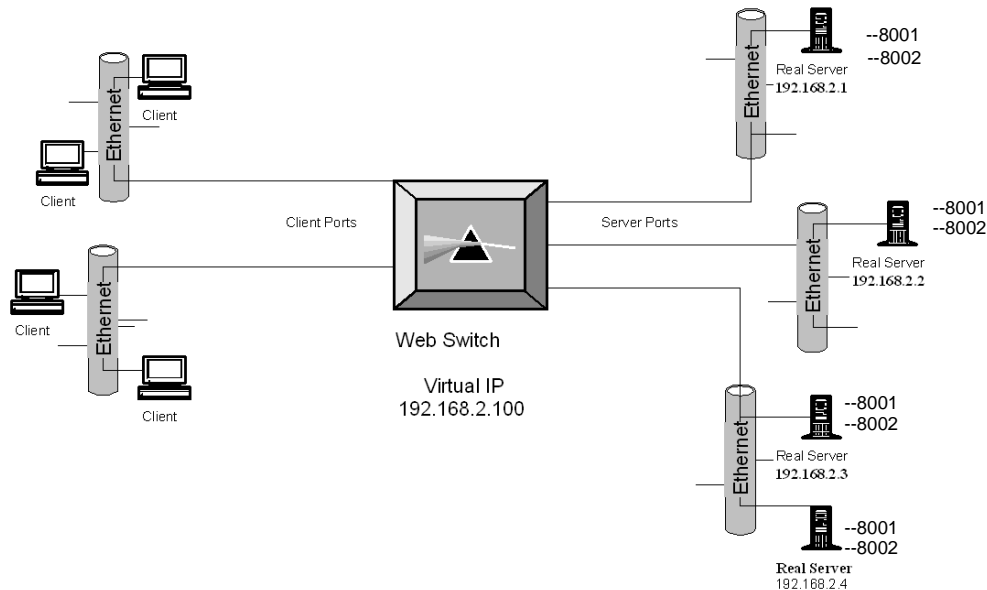 Ethernet
Client
Client
Ethernet
Client
Client
Client Ports
Web Switch
Virtual IP
192.168.2.100
Server Ports
Ethernet
--8001
--8002
Real Server
192.168.2.1
Ethernet
--8001
--8002
Real Server
192.168.2.2
Ethernet
--8001
--8002
Real Server
192.168.2.3
--8001
--8002
Real Server
192.168.2.4